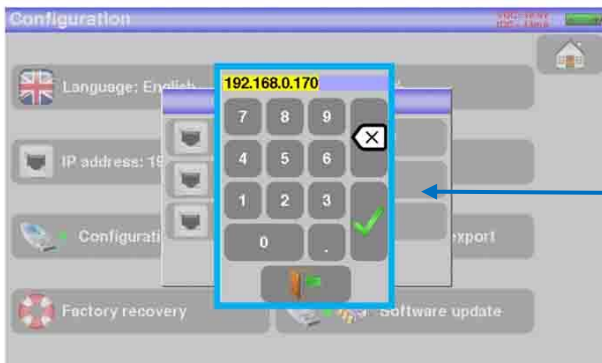 Configuration
Language: English
192.168.0.170
7 8 9
IP address: 19
4 5 6
1 2 3
Configurati
xport
0 .
Factory recovery
Software update